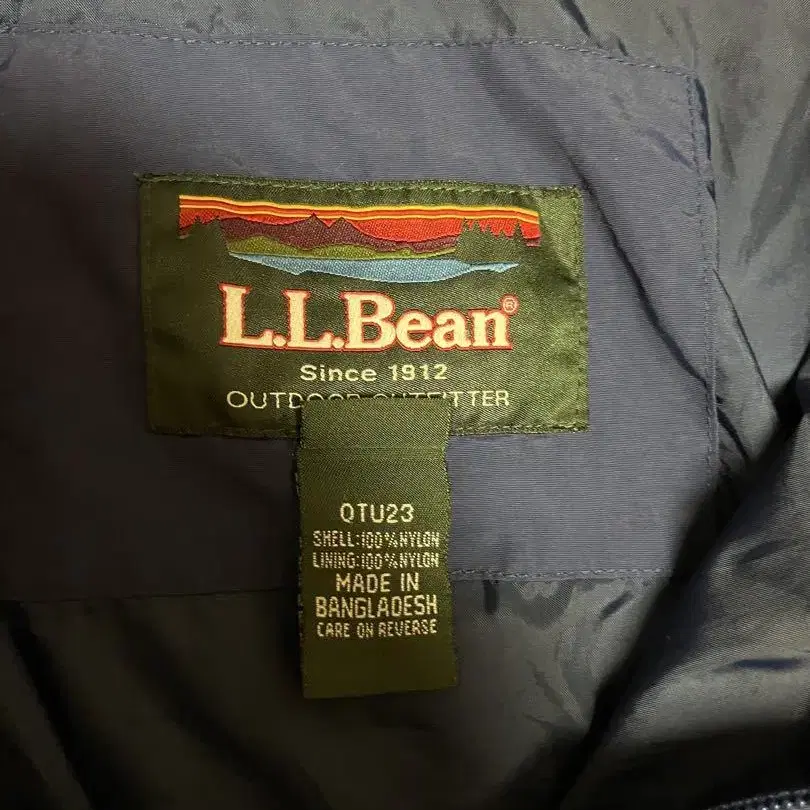 L.L.Bean®
Since 1912
OUTDOOR OUTFITTER
QTU23
SHELL:100%NYLON
LINING:100%NYLON
MADE IN
BANGLADESH
CARE ON REVERSE